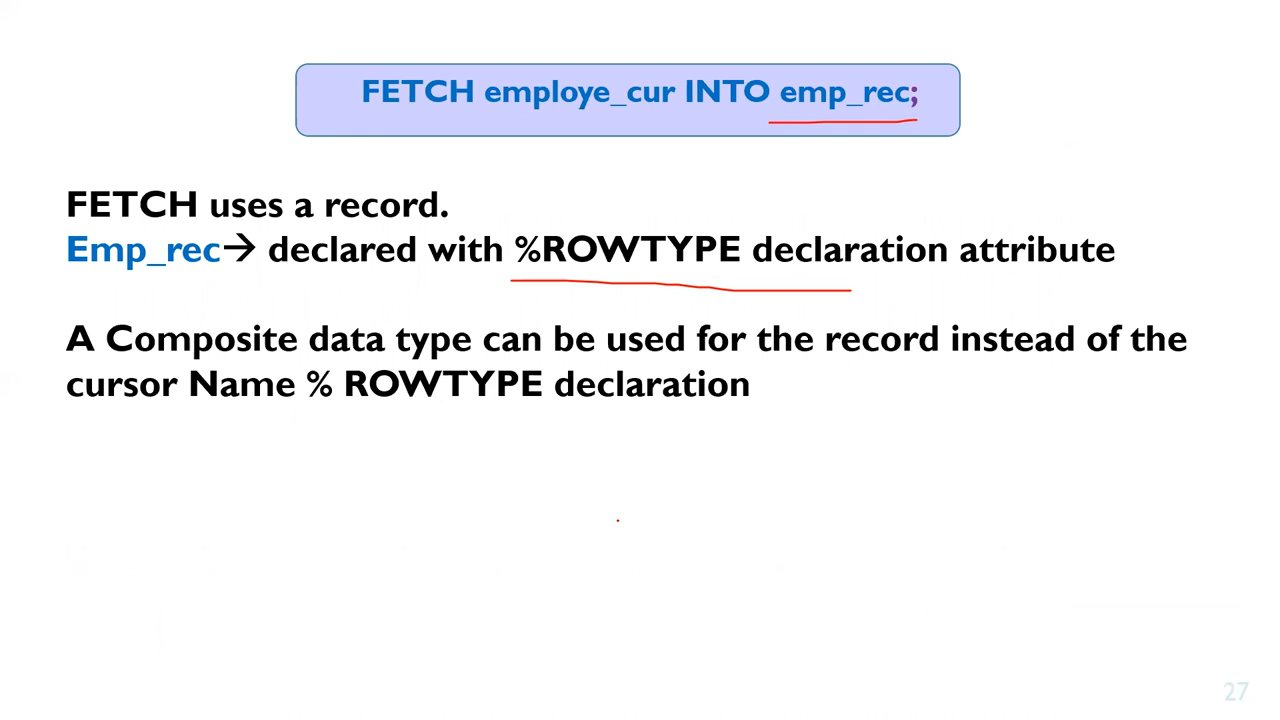 FETCH employe_cur INTO emp_rec;
FETCH uses a record.
Emp_rec→ declared with %ROWTYPE declaration attribute
A Composite data type can be used for the record instead of the
cursor Name % ROWTYPE declaration
27